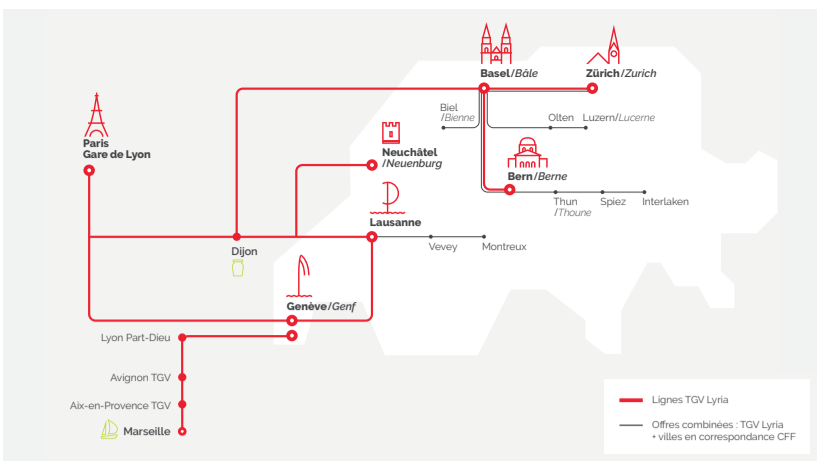 Basel/Bâle
Zürich/Zurich
Paris
Gare de Lyon
Biel
/Bienne
Olten
Luzern/Lucerne
Neuchâtel
/Neuenburg
Bern/Berne
Thun
/Thoune
Spiez
Interlaken
Lausanne
Dijon
Vevey
Montreux
Genève/Genf
Lyon Part-Dieu
Avignon TGV
Aix-en-Provence TGV
Marseille
Lignes TGV Lyria
Offres combinées : TGV Lyria
+ villes en correspondance CFF